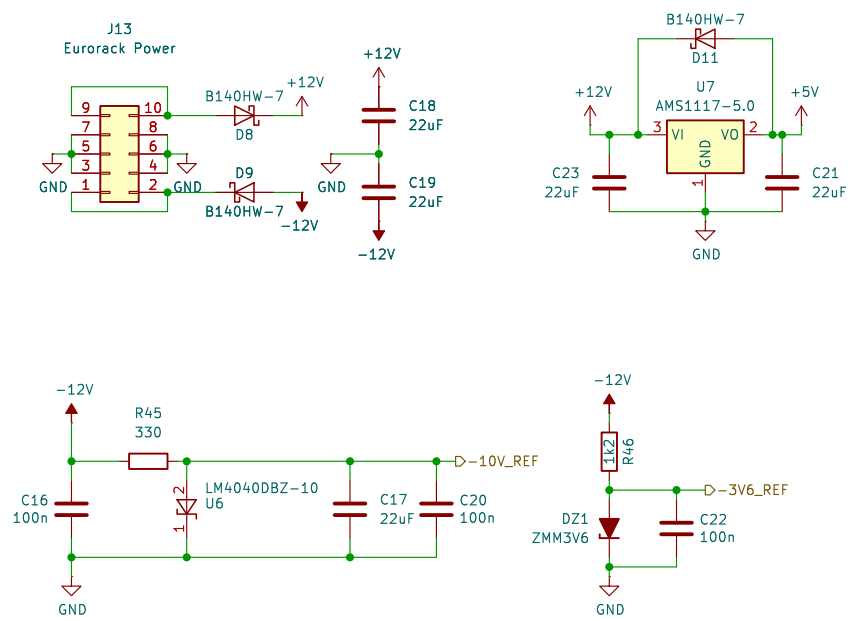 J13
Eurorack Power
9 10
7 8
5 6
3 4
1 2
GND
GND
B140HW-7
D8
+12V
D9
B140HW-7
-12V
+12V
C18
22uF
GND
C19
22uF
-12V
B140HW-7
D11
U7
AMS1117-5.0
+12V
+5V
3 VI VO 2
GND
1
C23
22uF
C21
22uF
GND
-12V
R45
330
-10V_REF
C16
100n
2
LM4040DBZ-10
U6
1
C17
22uF
C20
100n
GND
-12V
1k2
R46
-3V6_REF
DZ1
ZMM3V6
C22
100n
GND